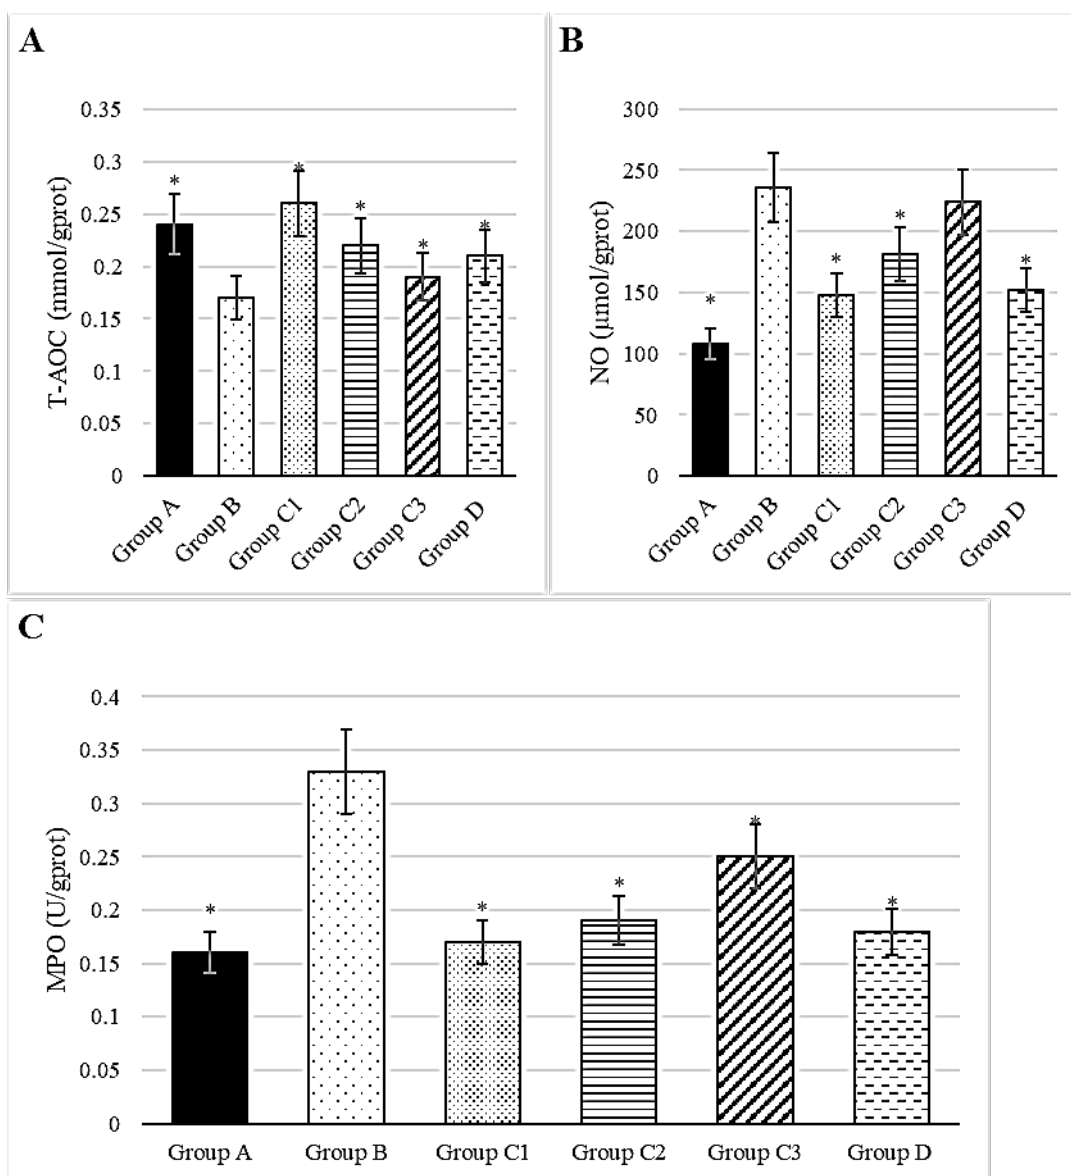 A
T-AOC (mmol/gprot)
0.35
0.3
0.25
0.2
0.15
0.1
0.05
0
*
*
*
*
*
Group A
Group B
Group C1
Group C2
Group C3
Group D
B
NO (μmol/gprot)
300
250
200
150
100
50
0
*
*
*
*
Group A
Group B
Group C1
Group C2
Group C3
Group D
C
MPO (U/gprot)
0.4
0.35
0.3
0.25
0.2
0.15
0.1
0.05
0
*
*
*
*
*
Group A
Group B
Group C1
Group C2
Group C3
Group D